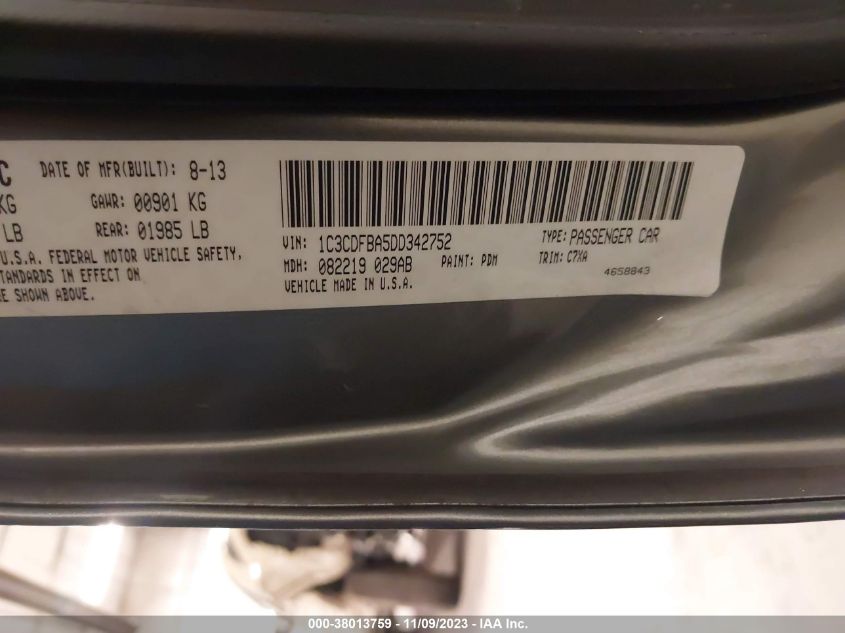 C DATE OF MFR(BUILT): 8-13
KG GAWR: 00901 KG
LB REAR: 01985 LB
U.S.A. FEDERAL MOTOR VEHICLE SAFETY,
STANDARDS IN EFFECT ON
E SHOWN ABOVE.
VIN: 1C3CDFBA5DD342752 TYPE: PASSENGER CAR
MDH: 082219 029AB PAINT: PDM TRIM: C7XA
VEHICLE MADE IN U.S.A. 4658843
000-38013759 - 11/09/2023 - IAA Inc.